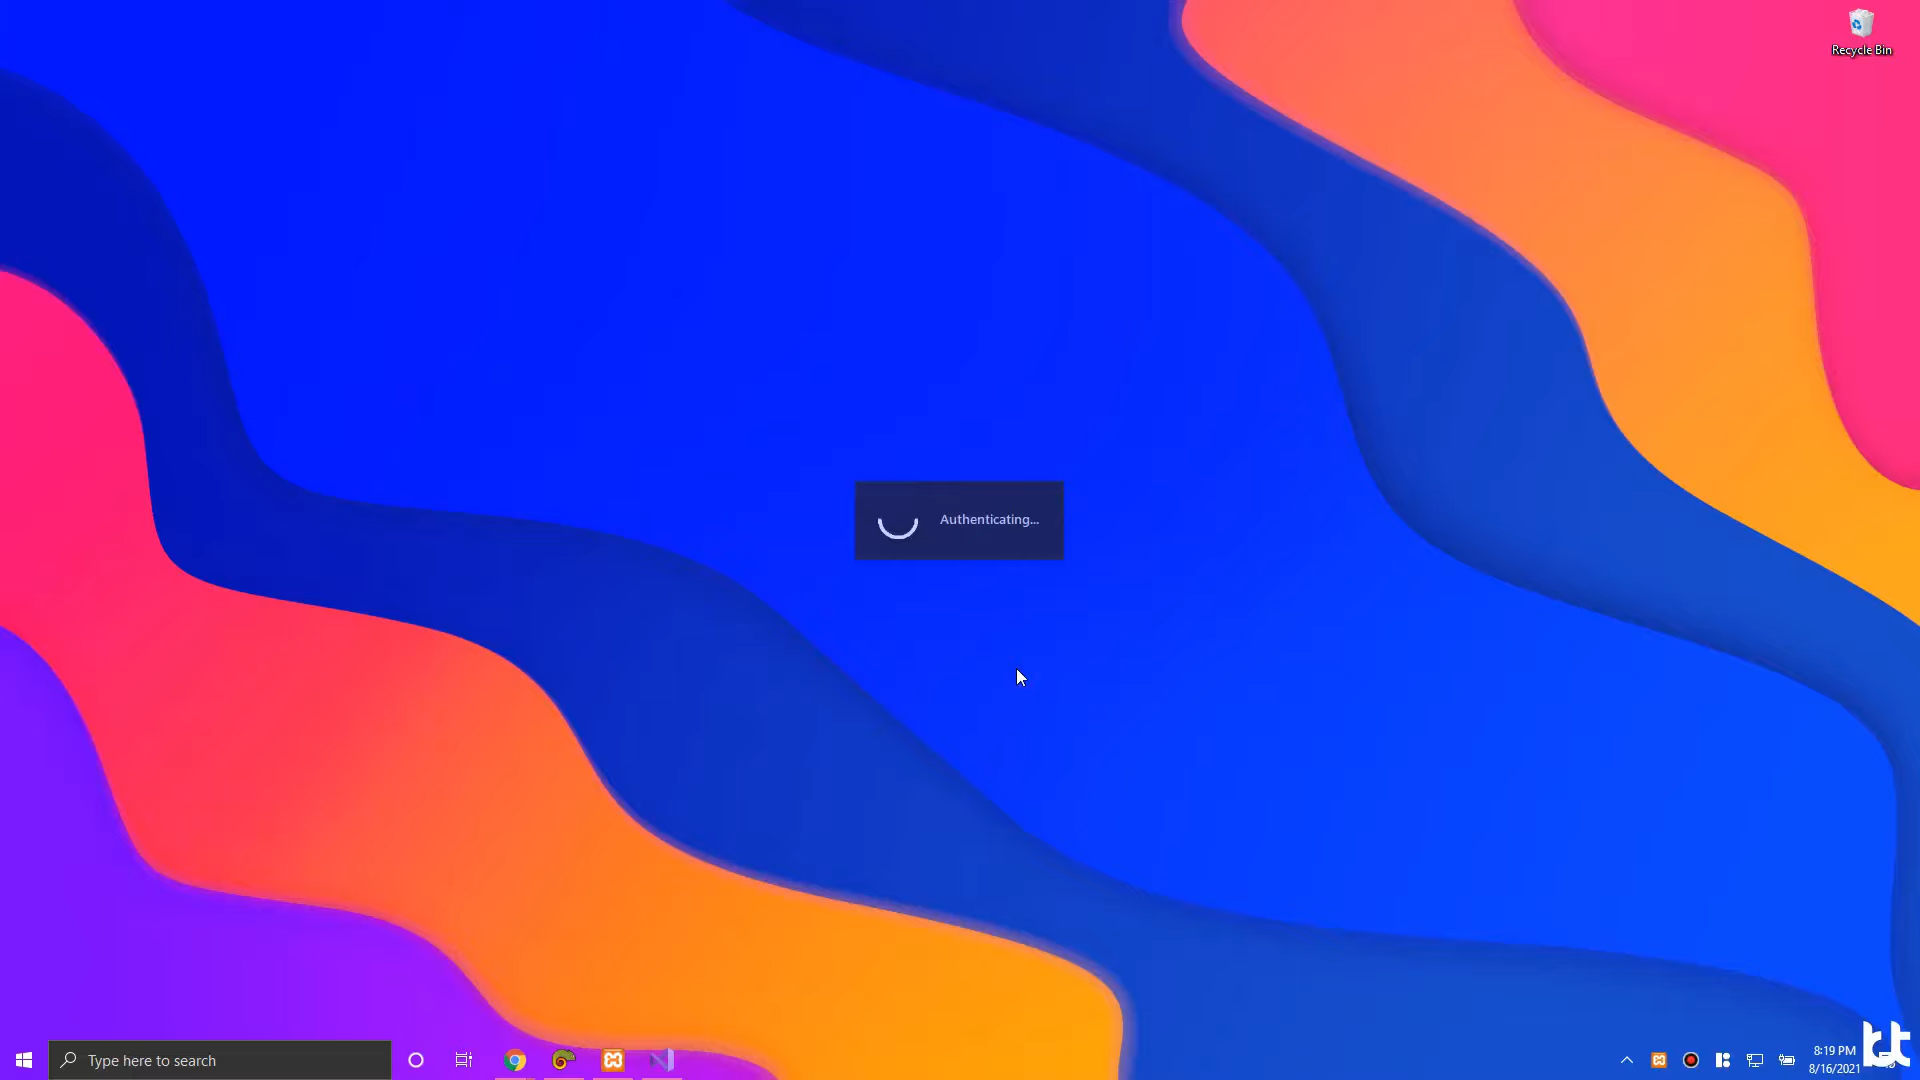 Recycle Bin
Authenticating...
Type here to search
8:19 PM
8/16/2021